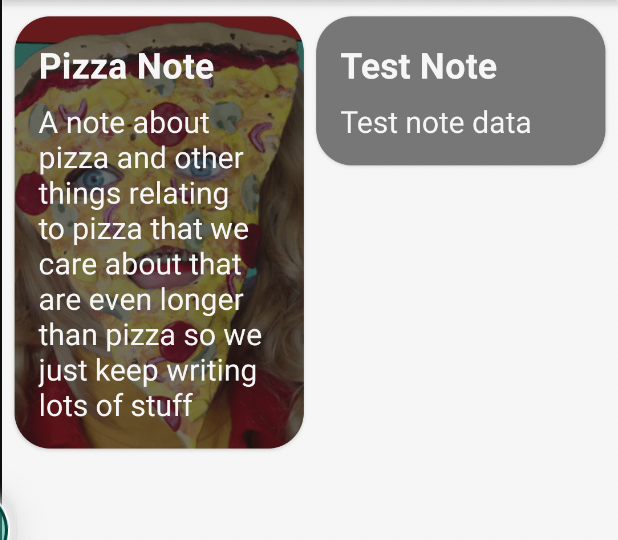 Pizza Note
A note about
pizza and other
things relating
to pizza that we
care about that
are even longer
than pizza so we
just keep writing
lots of stuff
Test Note
Test note data